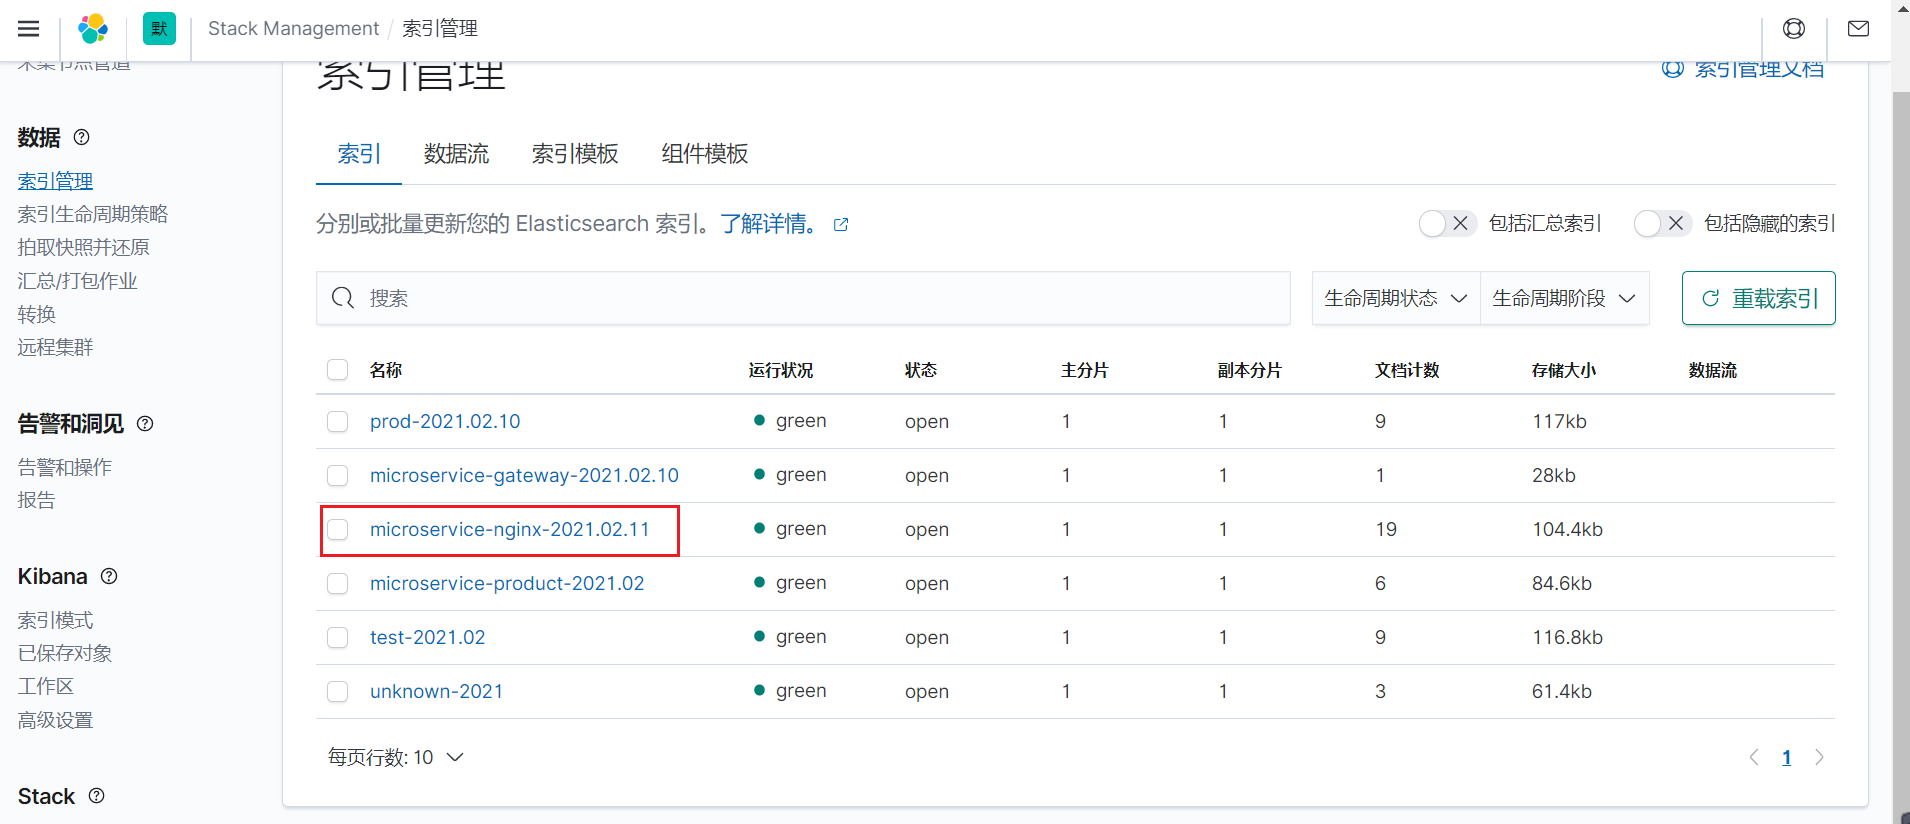 默 Stack Management / 索引管理
采集节点管道
索引管理
索引管理文档
数据
索引管理
索引生命周期策略
拍取快照并还原
汇总/打包作业
转换
远程集群
告警和洞见
告警和操作
报告
Kibana
索引模式
已保存对象
工作区
高级设置
Stack
索引 数据流 索引模板 组件模板
分别或批量更新您的 Elasticsearch 索引。了解详情。 包括汇总索引 包括隐藏的索引
搜索 生命周期状态 生命周期阶段 重载索引
名称 运行状况 状态 主分片 副本分片 文档计数 存储大小 数据流
prod-2021.02.10 green open 1 1 9 117kb
microservice-gateway-2021.02.10 green open 1 1 1 28kb
microservice-nginx-2021.02.11 green open 1 1 19 104.4kb
microservice-product-2021.02 green open 1 1 6 84.6kb
test-2021.02 green open 1 1 9 116.8kb
unknown-2021 green open 1 1 3 61.4kb
每页行数: 10 1